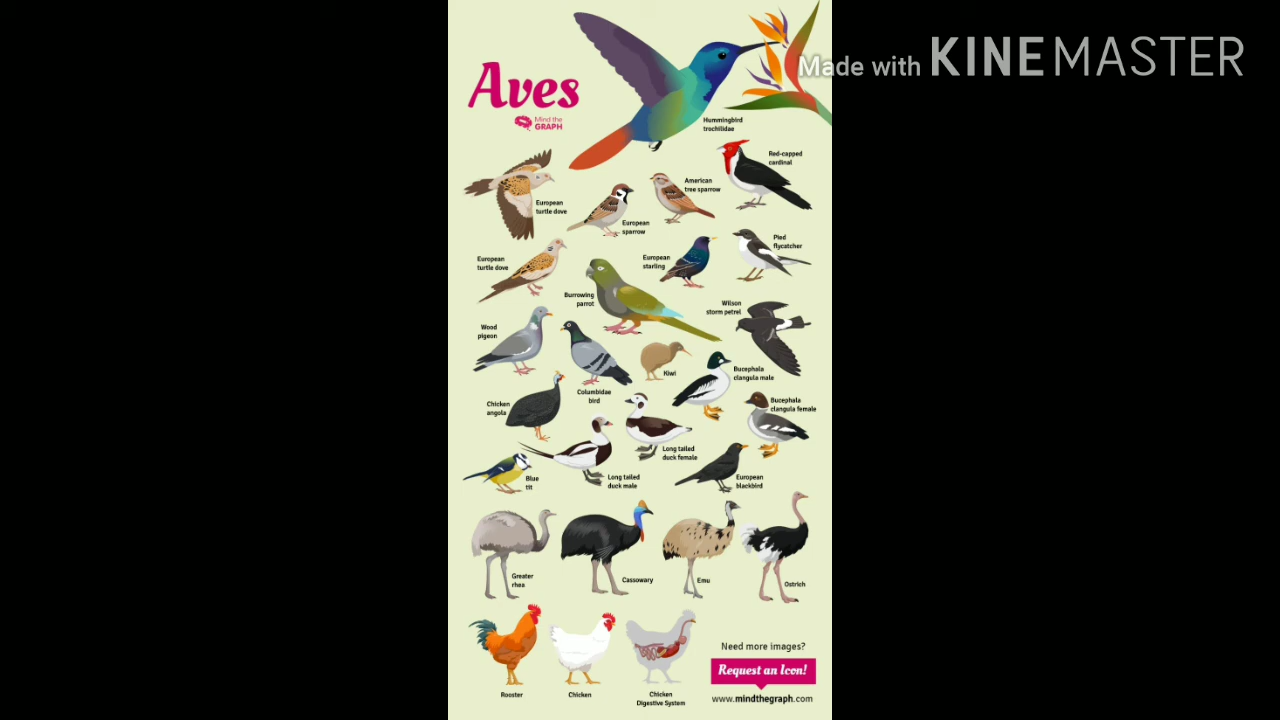 Made with KINEMASTER
Aves
Mind the
GRAPH
Hummingbird
trochilidae
Red-capped
cardinal
American
tree sparrow
European
turtle dove
European
sparrow
Pied
flycatcher
European
starling
European
turtle dove
Burrowing
parrot
Wilson
storm petrel
Wood
pigeon
Kiwi
Bucephala
clangula male
Columbidae
bird
Chicken
angola
Bucephala
clangula female
Long tailed
duck female
Blue
tit
Long tailed
duck male
European
blackbird
Greater
rhea
Cassowary
Emu
Ostrich
Need more images?
Request an Icon!
www.mindthegraph.com
Rooster
Chicken
Chicken
Digestive System